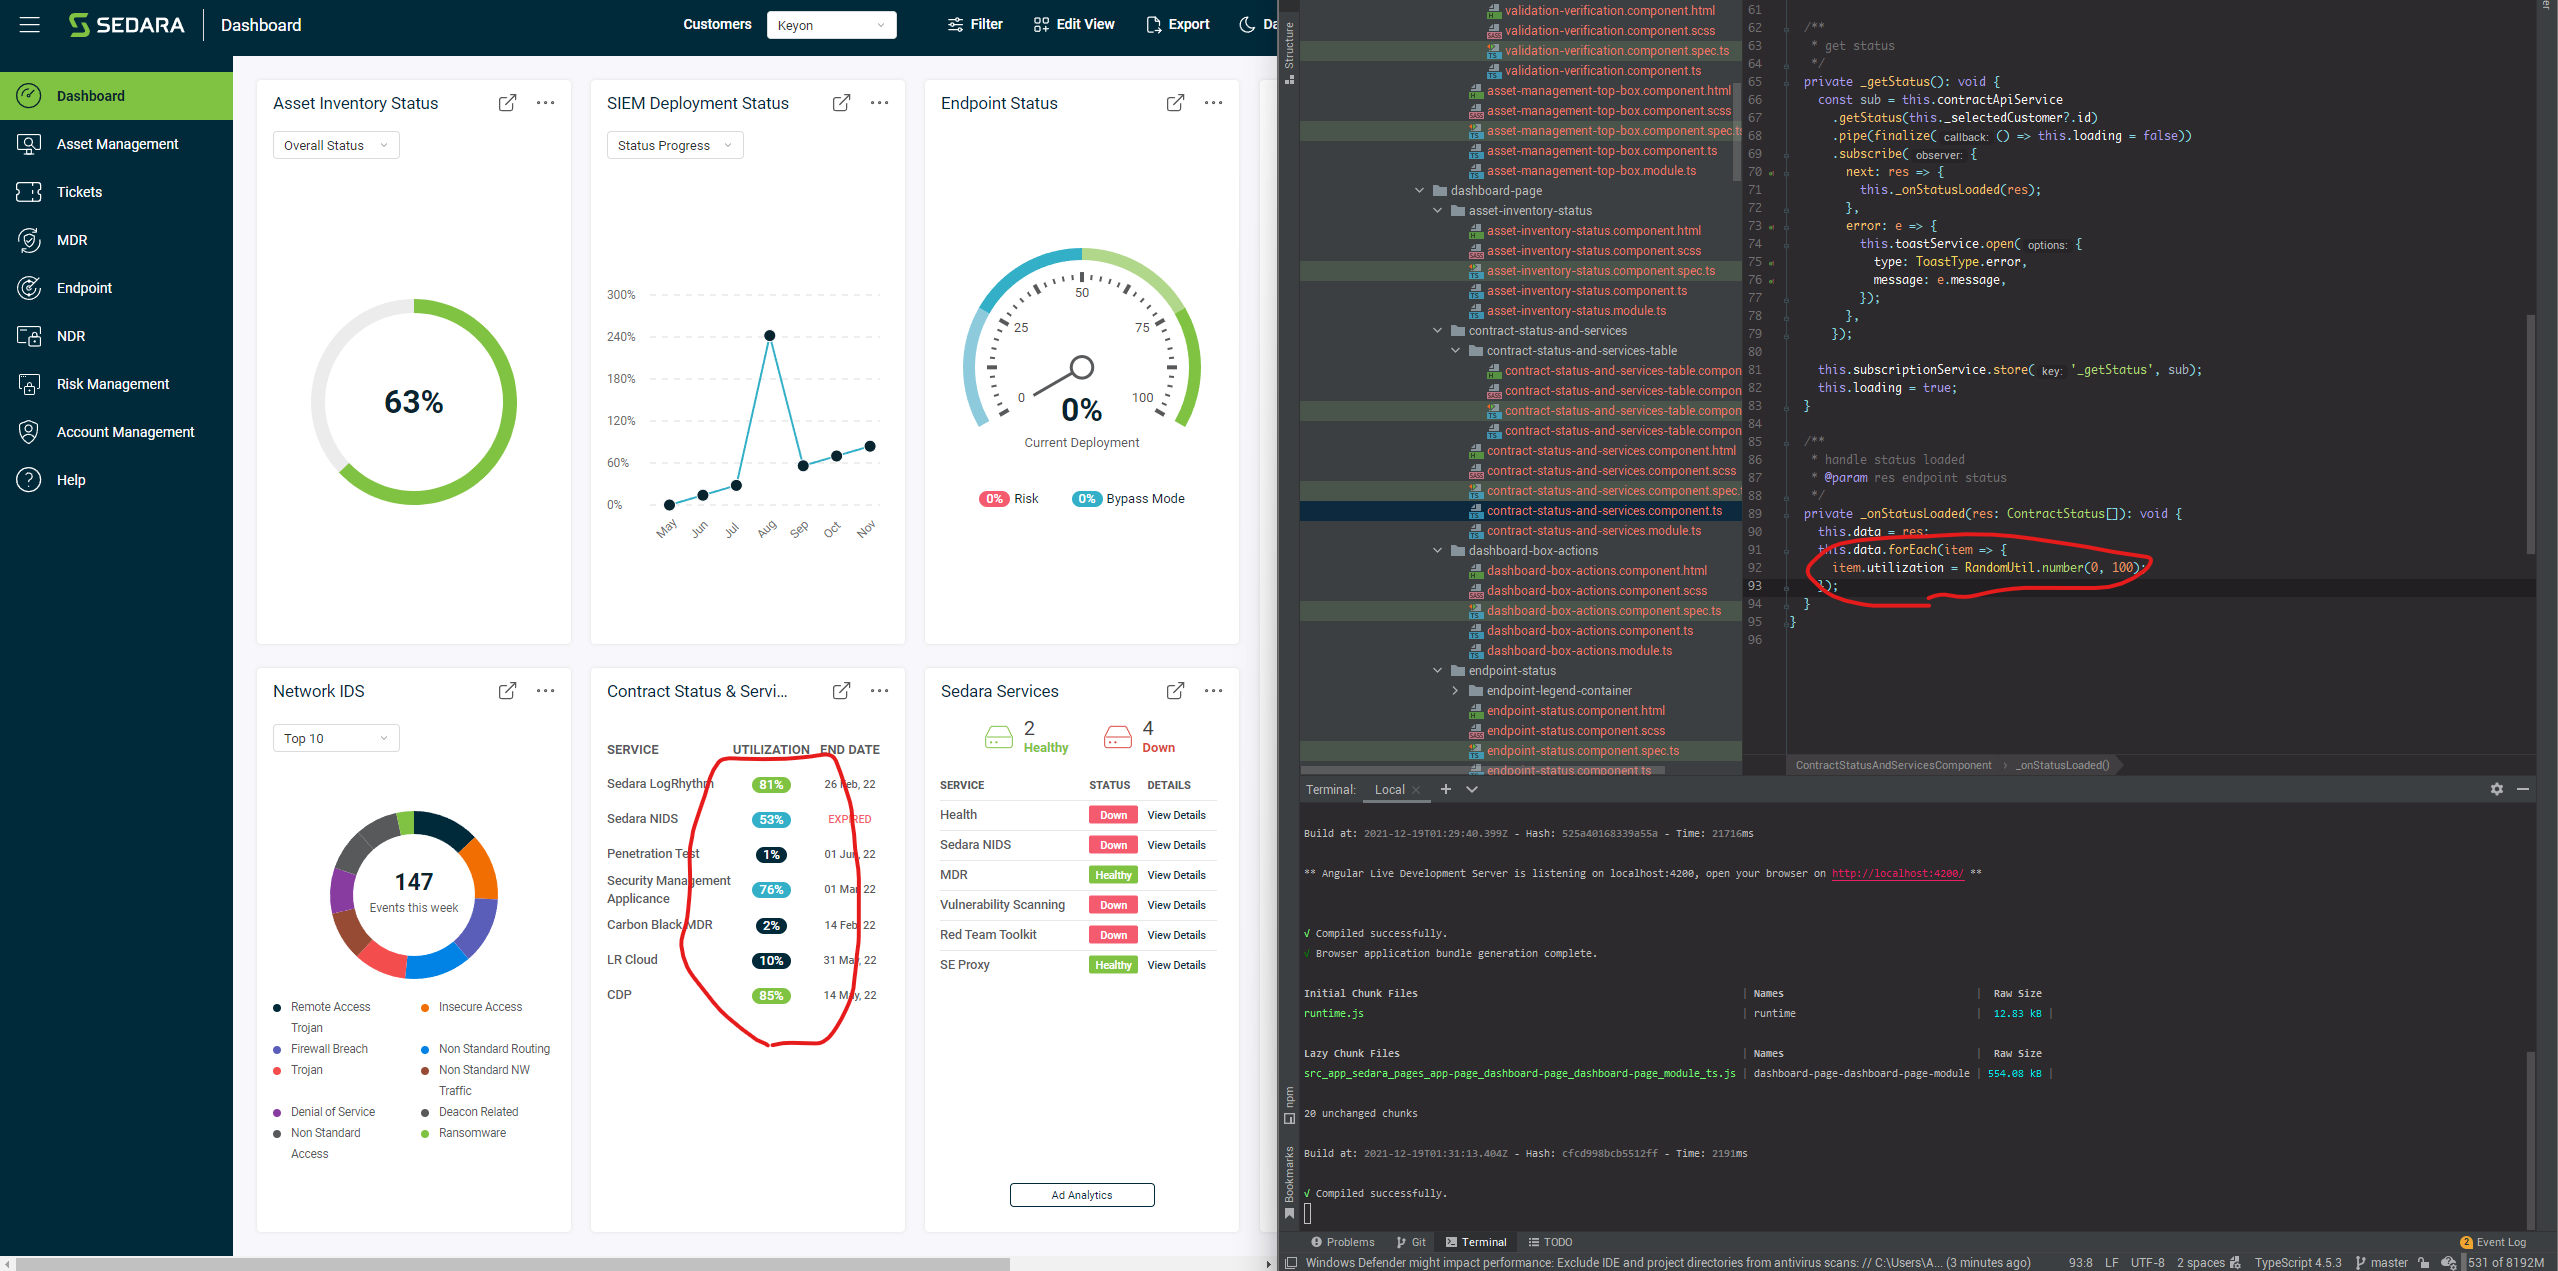 SEDARA
Dashboard
Customers
Keyon
Filter
Edit View
Export
Da
Dashboard
Asset Management
Tickets
MDR
Endpoint
NDR
Risk Management
Account Management
Help
Asset Inventory Status
Overall Status
63%
SIEM Deployment Status
Status Progress
300%
240%
180%
120%
60%
0%
May
Jun
Jul
Aug
Sep
Oct
Nov
Endpoint Status
50
25
75
0
100
0%
Current Deployment
0% Risk
0% Bypass Mode
Network IDS
Top 10
147
Events this week
Remote Access Trojan
Insecure Access
Firewall Breach
Non Standard Routing
Trojan
Non Standard NW Traffic
Denial of Service
Deacon Related
Non Standard Access
Ransomware
Contract Status & Servi...
SERVICE UTILIZATION END DATE
Sedara LogRhythm 81% 26 Feb, 22
Sedara NIDS 53% EXPIRED
Penetration Test 1% 01 Jun, 22
Security Management Applicance 76% 01 Mar, 22
Carbon Black MDR 2% 14 Feb, 22
LR Cloud 10% 31 May, 22
CDP 85% 14 May, 22
Sedara Services
2
Healthy
4
Down
SERVICE STATUS DETAILS
Health Down View Details
Sedara NIDS Down View Details
MDR Healthy View Details
Vulnerability Scanning Down View Details
Red Team Toolkit Down View Details
SE Proxy Healthy View Details
Ad Analytics
Structure
validation-verification.component.html
validation-verification.component.scss
validation-verification.component.spec.ts
validation-verification.component.ts
asset-management-top-box.component.html
asset-management-top-box.component.scss
asset-management-top-box.component.spec.ts
asset-management-top-box.component.ts
asset-management-top-box.module.ts
dashboard-page
asset-inventory-status
asset-inventory-status.component.html
asset-inventory-status.component.scss
asset-inventory-status.component.spec.ts
asset-inventory-status.component.ts
asset-inventory-status.module.ts
contract-status-and-services
contract-status-and-services-table
contract-status-and-services-table.compon
contract-status-and-services-table.compon
contract-status-and-services-table.compon
contract-status-and-services-table.compon
contract-status-and-services.component.html
contract-status-and-services.component.scss
contract-status-and-services.component.spec.t
contract-status-and-services.component.ts
contract-status-and-services.module.ts
dashboard-box-actions
dashboard-box-actions.component.html
dashboard-box-actions.component.scss
dashboard-box-actions.component.spec.ts
dashboard-box-actions.component.ts
dashboard-box-actions.module.ts
endpoint-status
endpoint-legend-container
endpoint-status.component.html
endpoint-status.component.scss
endpoint-status.component.spec.ts
endpoint-status.component.ts
61
62 /**
63 * get status
64 */
65 private _getStatus(): void {
66 const sub = this.contractApiService
67 .getStatus(this._selectedCustomer?.id)
68 .pipe(finalize( callback: () => this.loading = false))
69 .subscribe( observer: {
70 next: res => {
71 this._onStatusLoaded(res);
72 },
73 error: e => {
74 this.toastService.open( options: {
75 type: ToastType.error,
76 message: e.message,
77 });
78 },
79 });
80
81 this.subscriptionService.store( key: '_getStatus', sub);
82 this.loading = true;
83 }
84
85 /**
86 * handle status loaded
87 * @param res endpoint status
88 */
89 private _onStatusLoaded(res: ContractStatus[]): void {
90 this.data = res;
91 this.data.forEach(item => {
92 item.utilization = RandomUtil.number(0, 100);
93 });
94 }
95 }
96
ContractStatusAndServicesComponent > _onStatusLoaded()
Terminal: Local × +
Build at: 2021-12-19T01:29:40.399Z - Hash: 525a40168339a55a - Time: 21716ms
** Angular Live Development Server is listening on localhost:4200, open your browser on http://localhost:4200/ **
√ Compiled successfully.
√ Browser application bundle generation complete.
Initial Chunk Files | Names | Raw Size
runtime.js | runtime | 12.83 kB |
Lazy Chunk Files | Names | Raw Size
src_app_sedara_pages_app-page_dashboard-page_dashboard-page_module_ts.js | dashboard-page-dashboard-page-module | 554.08 kB |
20 unchanged chunks
Build at: 2021-12-19T01:31:13.404Z - Hash: cfcd998bcb5512ff - Time: 2191ms
√ Compiled successfully.
npm
Bookmarks
Problems
Git
Terminal
TODO
2 Event Log
Windows Defender might impact performance: Exclude IDE and project directories from antivirus scans: // C:\Users\A... (3 minutes ago)
93:8 LF UTF-8 2 spaces TypeScript 4.5.3 master 531 of 8192M